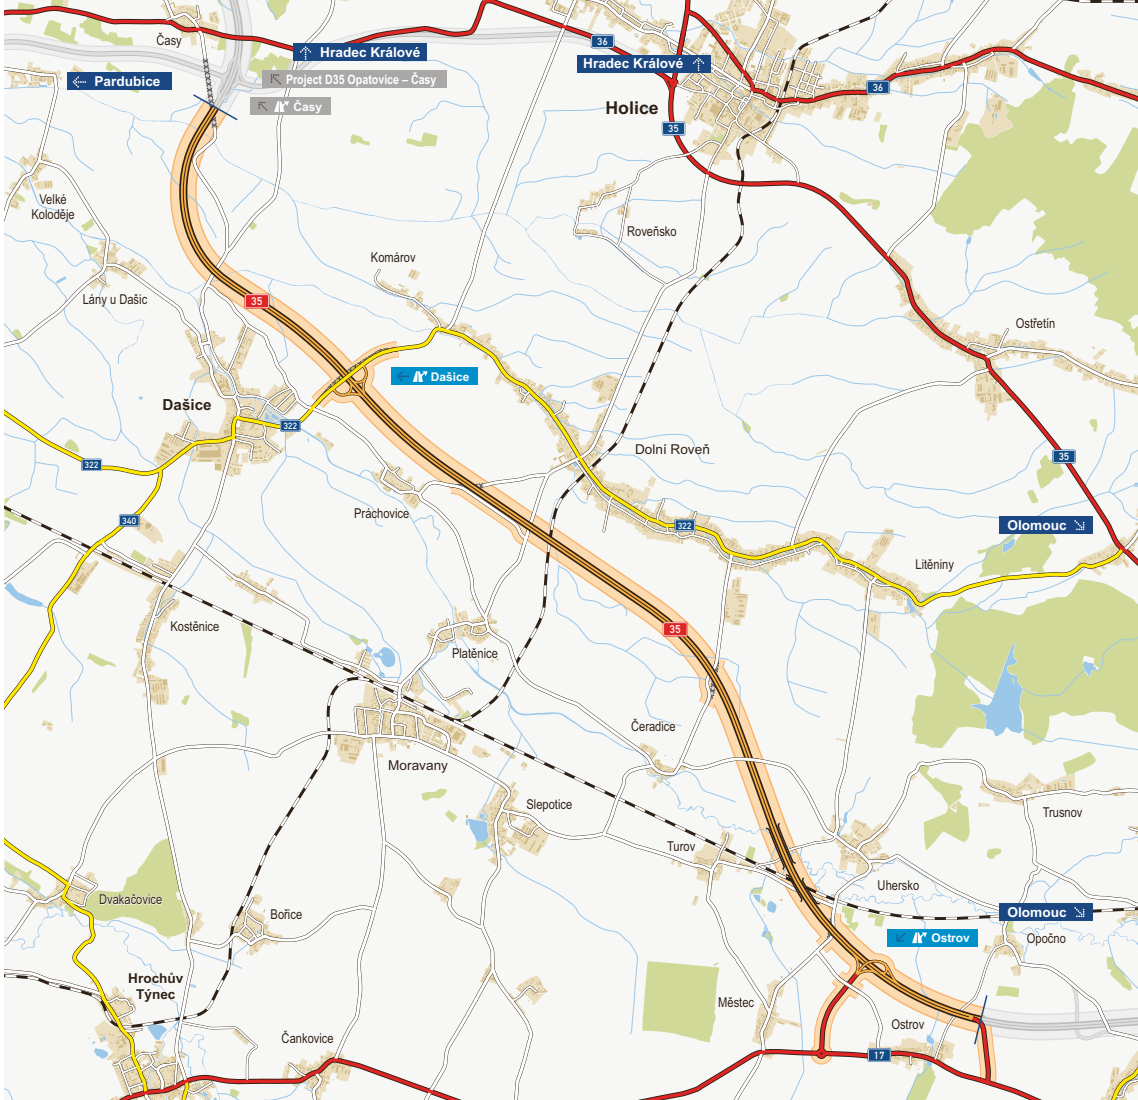 Časy
36
Hradec Králové
Hradec Králové
Pardubice
Project D35 Opatovice – Časy
36
Časy
Holice
35
Velké
Koloděje
Roveňsko
Komárov
Lány u Dašic
35
Ostřetín
Dašice
Dašice
322
Dolní Roveň
35
322
Práchovice
340
322
Olomouc
Litěniny
Kostěnice
35
Platěnice
Čeradice
Moravany
Slepotice
Trusnov
Turov
Uhersko
Dvakačovice
Bořice
Olomouc
Ostrov
Opočno
Hrochův
Týnec
Městec
Ostrov
Čankovice
17